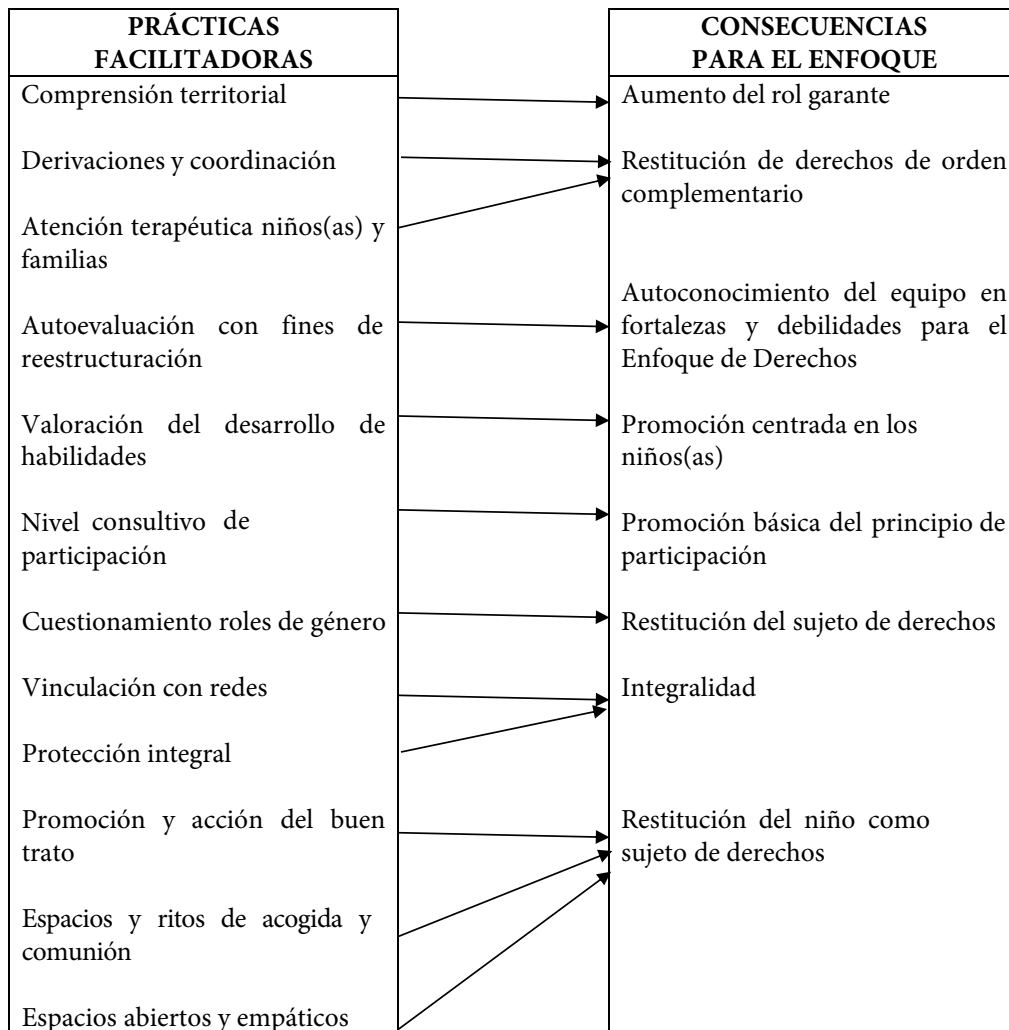 PRÁCTICAS
FACILITADORAS
Comprensión territorial
Derivaciones y coordinación
Atención terapéutica niños(as) y
familias
Autoevaluación con fines de
reestructuración
Valoración del desarrollo de
habilidades
Nivel consultivo de
participación
Cuestionamiento roles de género
Vinculación con redes
Protección integral
Promoción y acción del buen
trato
Espacios y ritos de acogida y
comunión
Espacios abiertos y empáticos
CONSECUENCIAS
PARA EL ENFOQUE
Aumento del rol garante
Restitución de derechos de orden
complementario
Autoconocimiento del equipo en
fortalezas y debilidades para el
Enfoque de Derechos
Promoción centrada en los
niños(as)
Promoción básica del principio de
participación
Restitución del sujeto de derechos
Integralidad
Restitución del niño como
sujeto de derechos